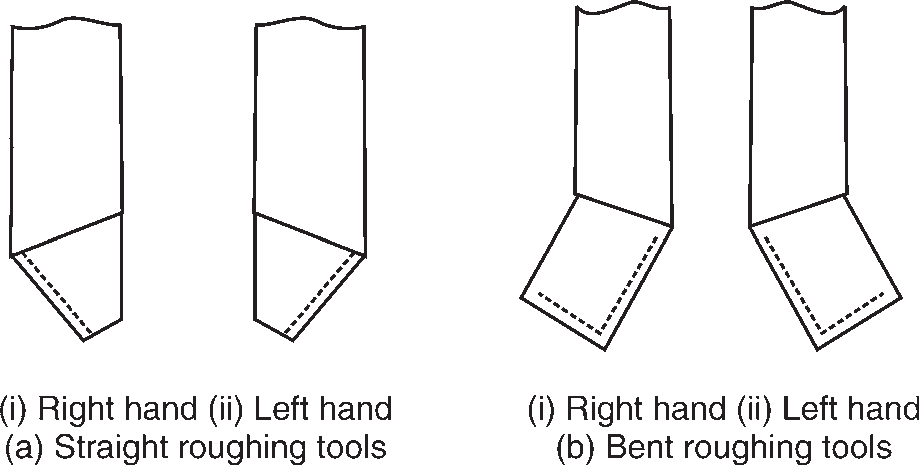 (i) Right hand (ii) Left hand
(a) Straight roughing tools
(i) Right hand (ii) Left hand
(b) Bent roughing tools